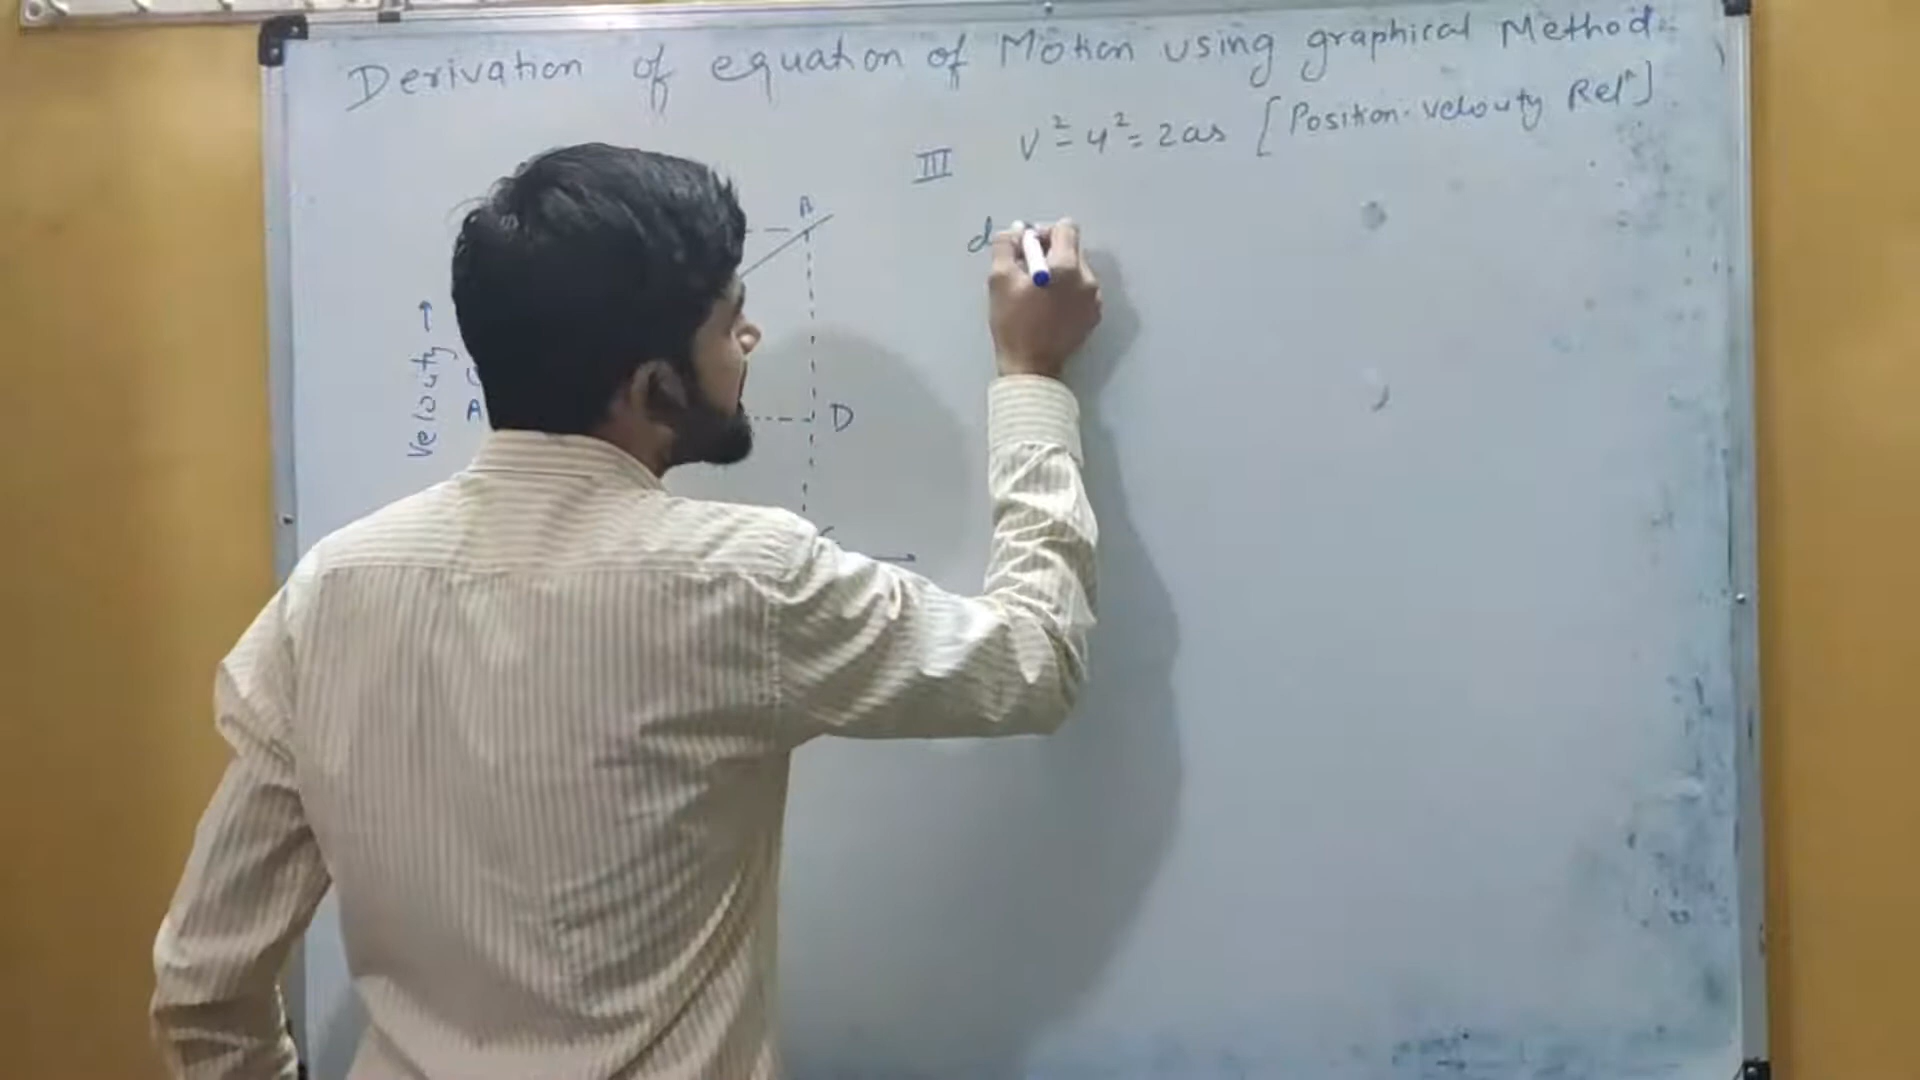 Derivation of equation of Motion using graphical Method.
III v² - u² = 2as [Position-velocity Relⁿ]
d
B
Velocity →
A
D